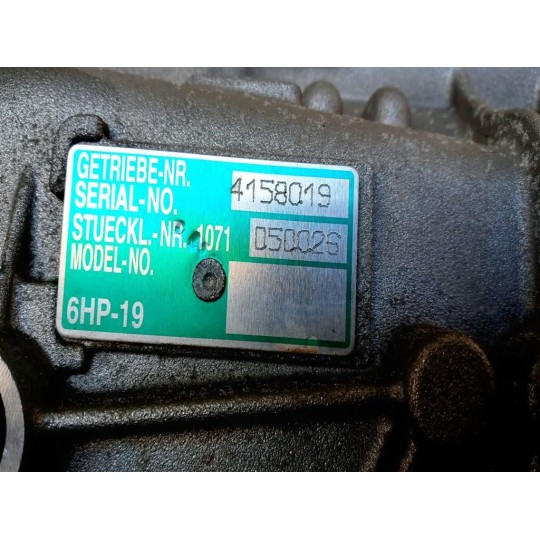 GETRIEBE-NR.
SERIAL-NO. 4158019
STUECKL.-NR. 1071 050026
MODEL-NO.
6HP-19